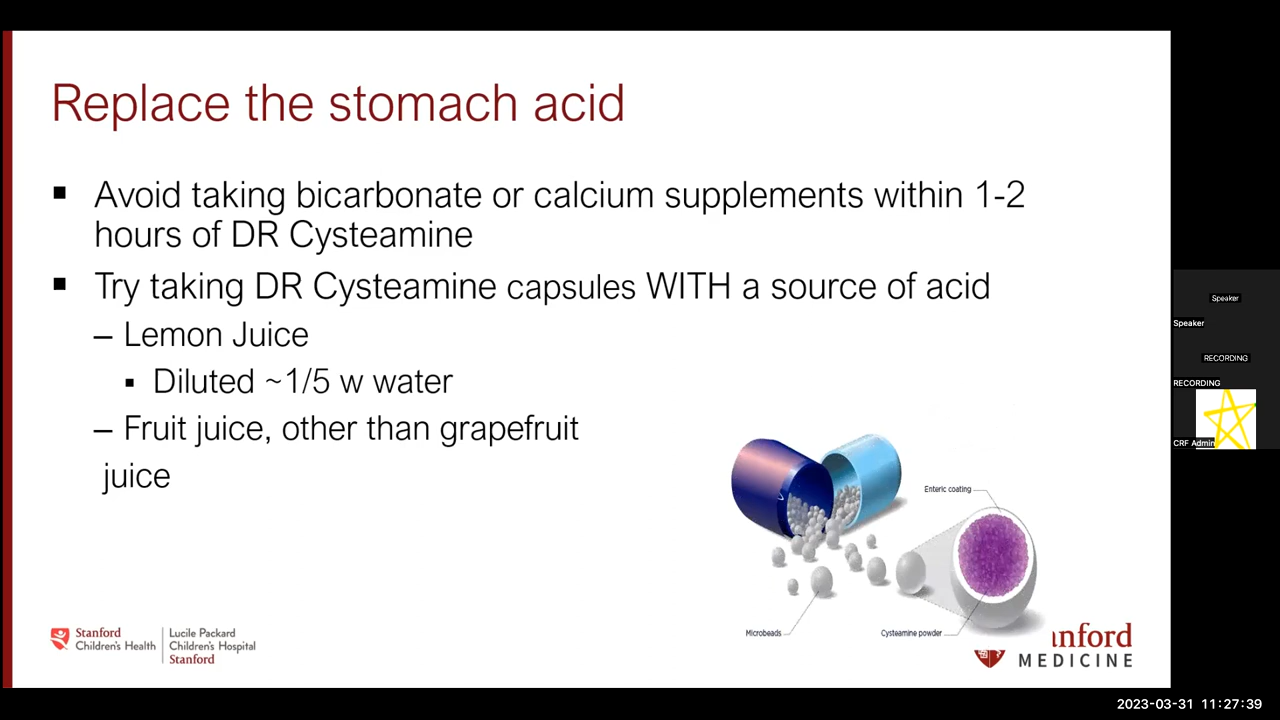 Replace the stomach acid
▪ Avoid taking bicarbonate or calcium supplements within 1-2
hours of DR Cysteamine
▪ Try taking DR Cysteamine capsules WITH a source of acid
– Lemon Juice
▪ Diluted ~1/5 w water
– Fruit juice, other than grapefruit
juice
Enteric coating
Microbeads
Cysteamine powder
Stanford
Children's Health
Lucile Packard
Children's Hospital
Stanford
nford
MEDICINE
Speaker
Speaker
RECORDING
RECORDING
CRF Admin
2023-03-31 11:27:39